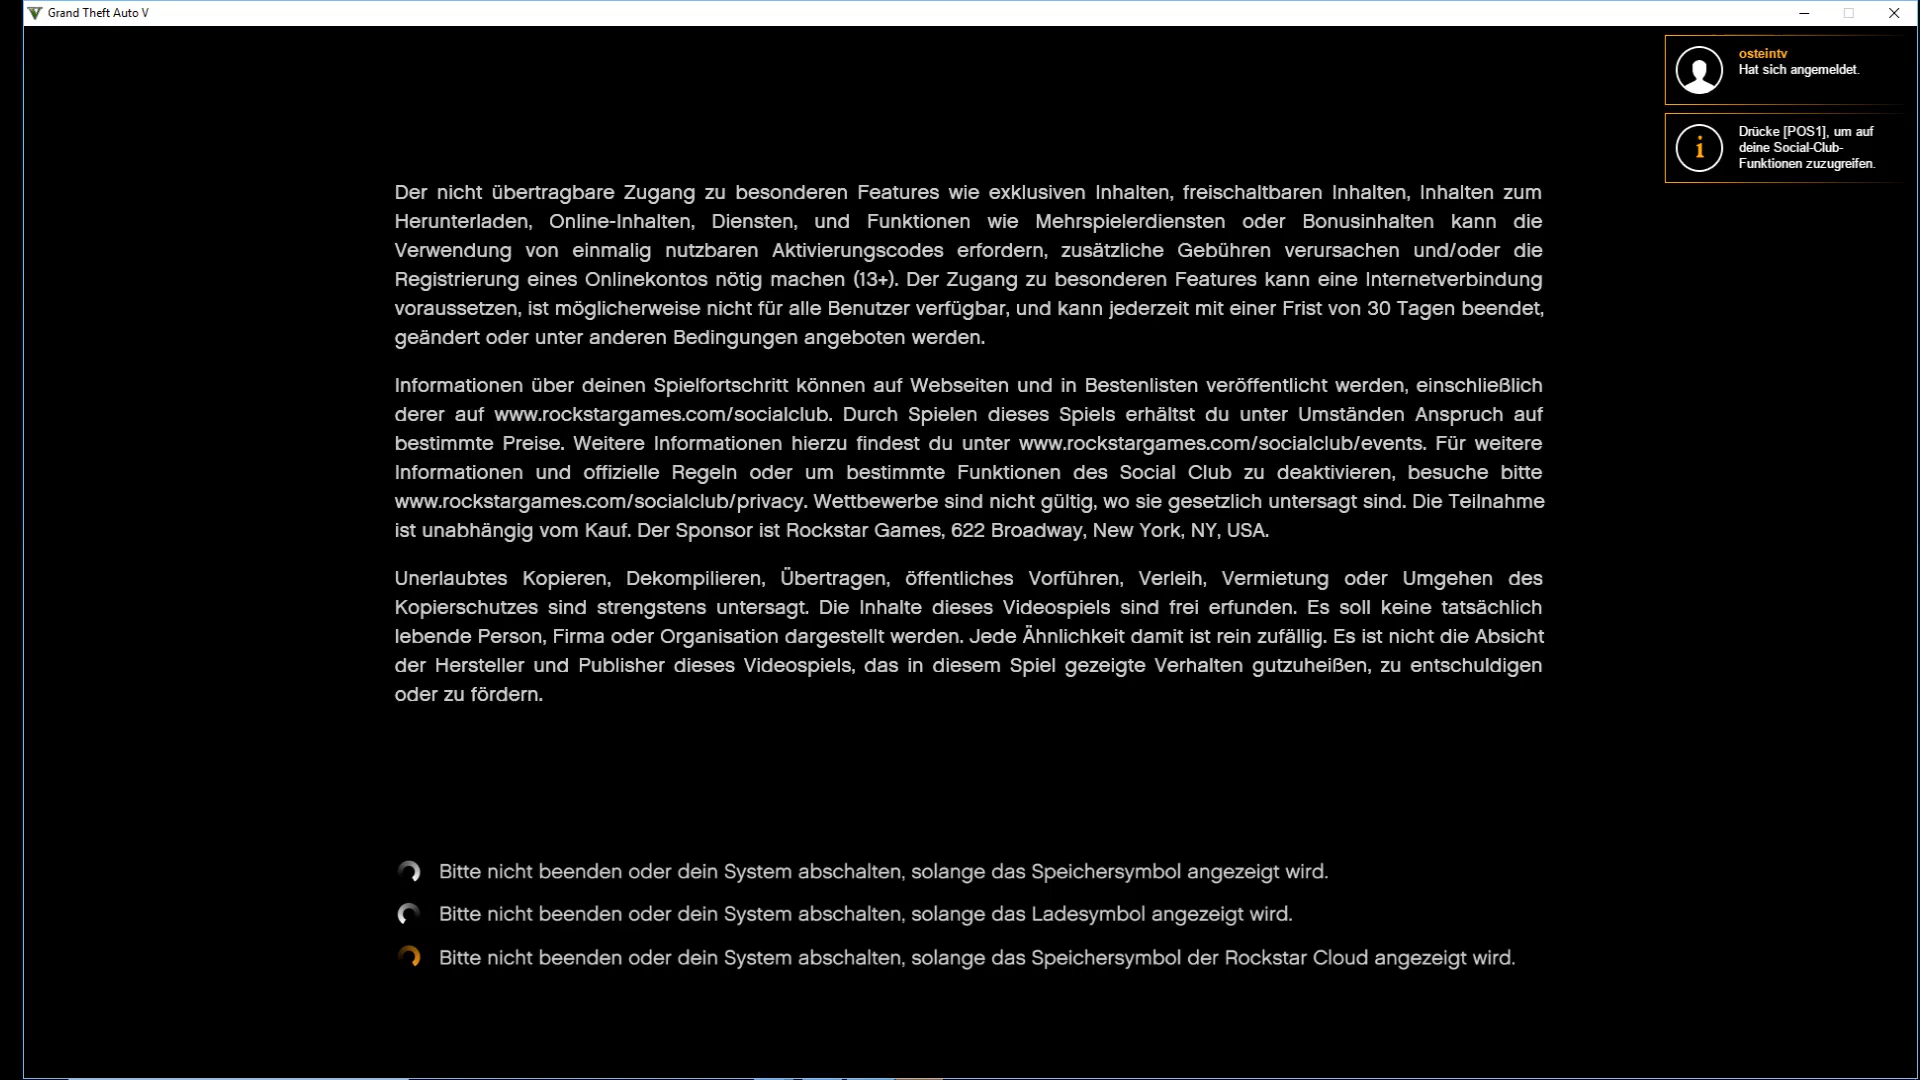 Grand Theft Auto V
osteintv
Hat sich angemeldet.
Drücke [POS1], um auf
deine Social-Club-
Funktionen zuzugreifen.
Der nicht übertragbare Zugang zu besonderen Features wie exklusiven Inhalten, freischaltbaren Inhalten, Inhalten zum
Herunterladen, Online-Inhalten, Diensten, und Funktionen wie Mehrspielerdiensten oder Bonusinhalten kann die
Verwendung von einmalig nutzbaren Aktivierungscodes erfordern, zusätzliche Gebühren verursachen und/oder die
Registrierung eines Onlinekontos nötig machen (13+). Der Zugang zu besonderen Features kann eine Internetverbindung
voraussetzen, ist möglicherweise nicht für alle Benutzer verfügbar, und kann jederzeit mit einer Frist von 30 Tagen beendet,
geändert oder unter anderen Bedingungen angeboten werden.
Informationen über deinen Spielfortschritt können auf Webseiten und in Bestenlisten veröffentlicht werden, einschließlich
derer auf www.rockstargames.com/socialclub. Durch Spielen dieses Spiels erhältst du unter Umständen Anspruch auf
bestimmte Preise. Weitere Informationen hierzu findest du unter www.rockstargames.com/socialclub/events. Für weitere
Informationen und offizielle Regeln oder um bestimmte Funktionen des Social Club zu deaktivieren, besuche bitte
www.rockstargames.com/socialclub/privacy. Wettbewerbe sind nicht gültig, wo sie gesetzlich untersagt sind. Die Teilnahme
ist unabhängig vom Kauf. Der Sponsor ist Rockstar Games, 622 Broadway, New York, NY, USA.
Unerlaubtes Kopieren, Dekompilieren, Übertragen, öffentliches Vorführen, Verleih, Vermietung oder Umgehen des
Kopierschutzes sind strengstens untersagt. Die Inhalte dieses Videospiels sind frei erfunden. Es soll keine tatsächlich
lebende Person, Firma oder Organisation dargestellt werden. Jede Ähnlichkeit damit ist rein zufällig. Es ist nicht die Absicht
der Hersteller und Publisher dieses Videospiels, das in diesem Spiel gezeigte Verhalten gutzuheißen, zu entschuldigen
oder zu fördern.
Bitte nicht beenden oder dein System abschalten, solange das Speichersymbol angezeigt wird.
Bitte nicht beenden oder dein System abschalten, solange das Ladesymbol angezeigt wird.
Bitte nicht beenden oder dein System abschalten, solange das Speichersymbol der Rockstar Cloud angezeigt wird.